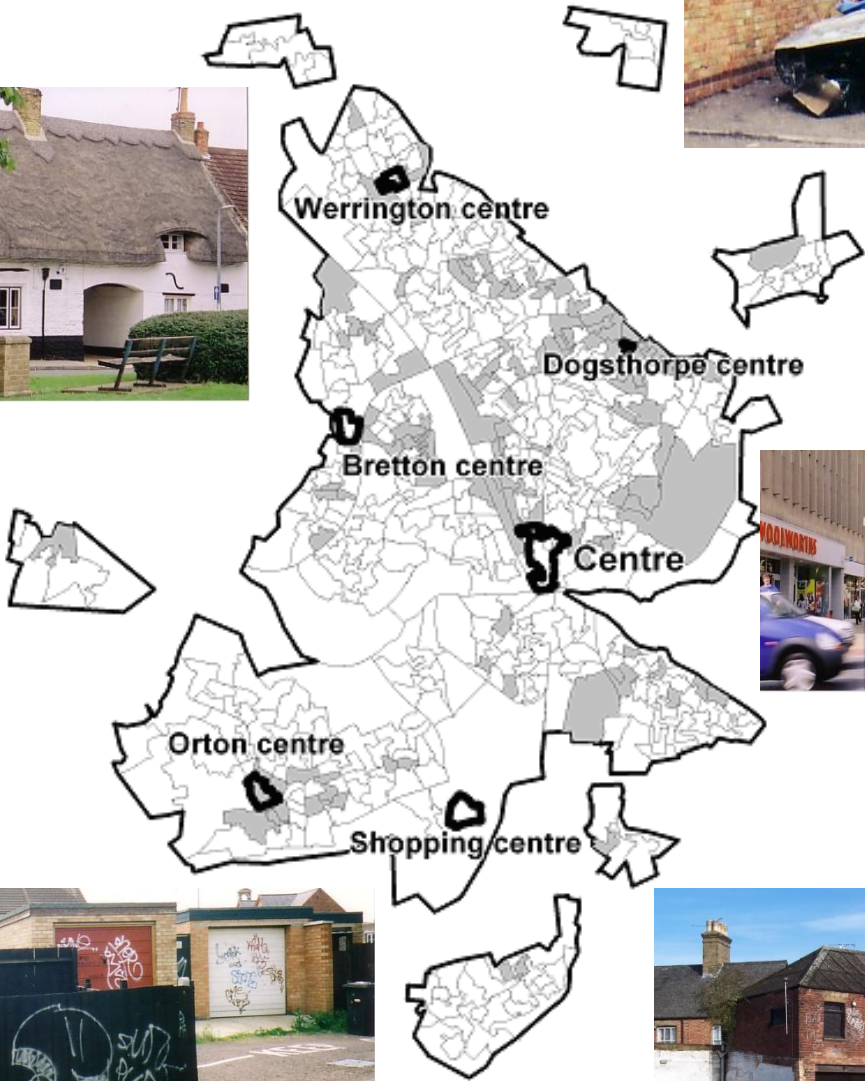 Werrington centre
Dogsthorpe centre
Bretton centre
WOOLWORTHS
Centre
Orton centre
Shopping centre